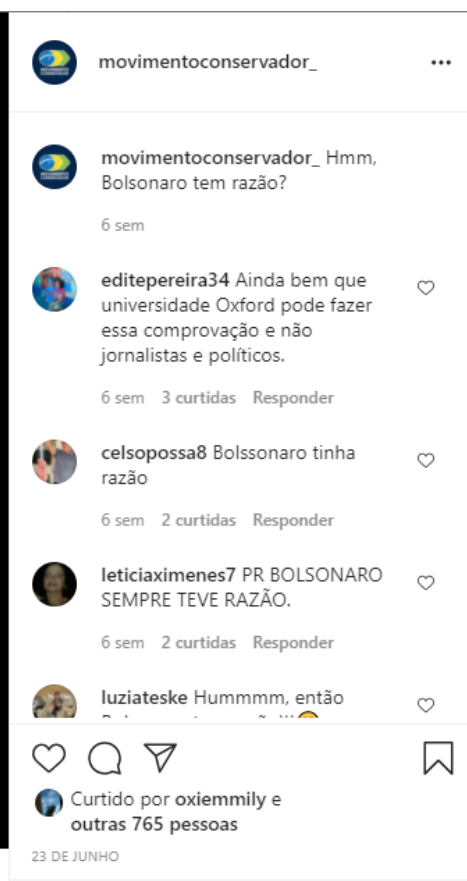 movimentoconservador_
movimentoconservador_ Hmm,
Bolsonaro tem razão?
6 sem
editepereira34 Ainda bem que
universidade Oxford pode fazer
essa comprovação e não
jornalistas e políticos.
6 sem 3 curtidas Responder
celsopossa8 Bolssonaro tinha
razão
6 sem 2 curtidas Responder
leticiaximenes7 PR BOLSONARO
SEMPRE TEVE RAZÃO.
6 sem 2 curtidas Responder
luziateske Hummmm, então
Curtido por oxiemmily e
outras 765 pessoas
23 DE JUNHO